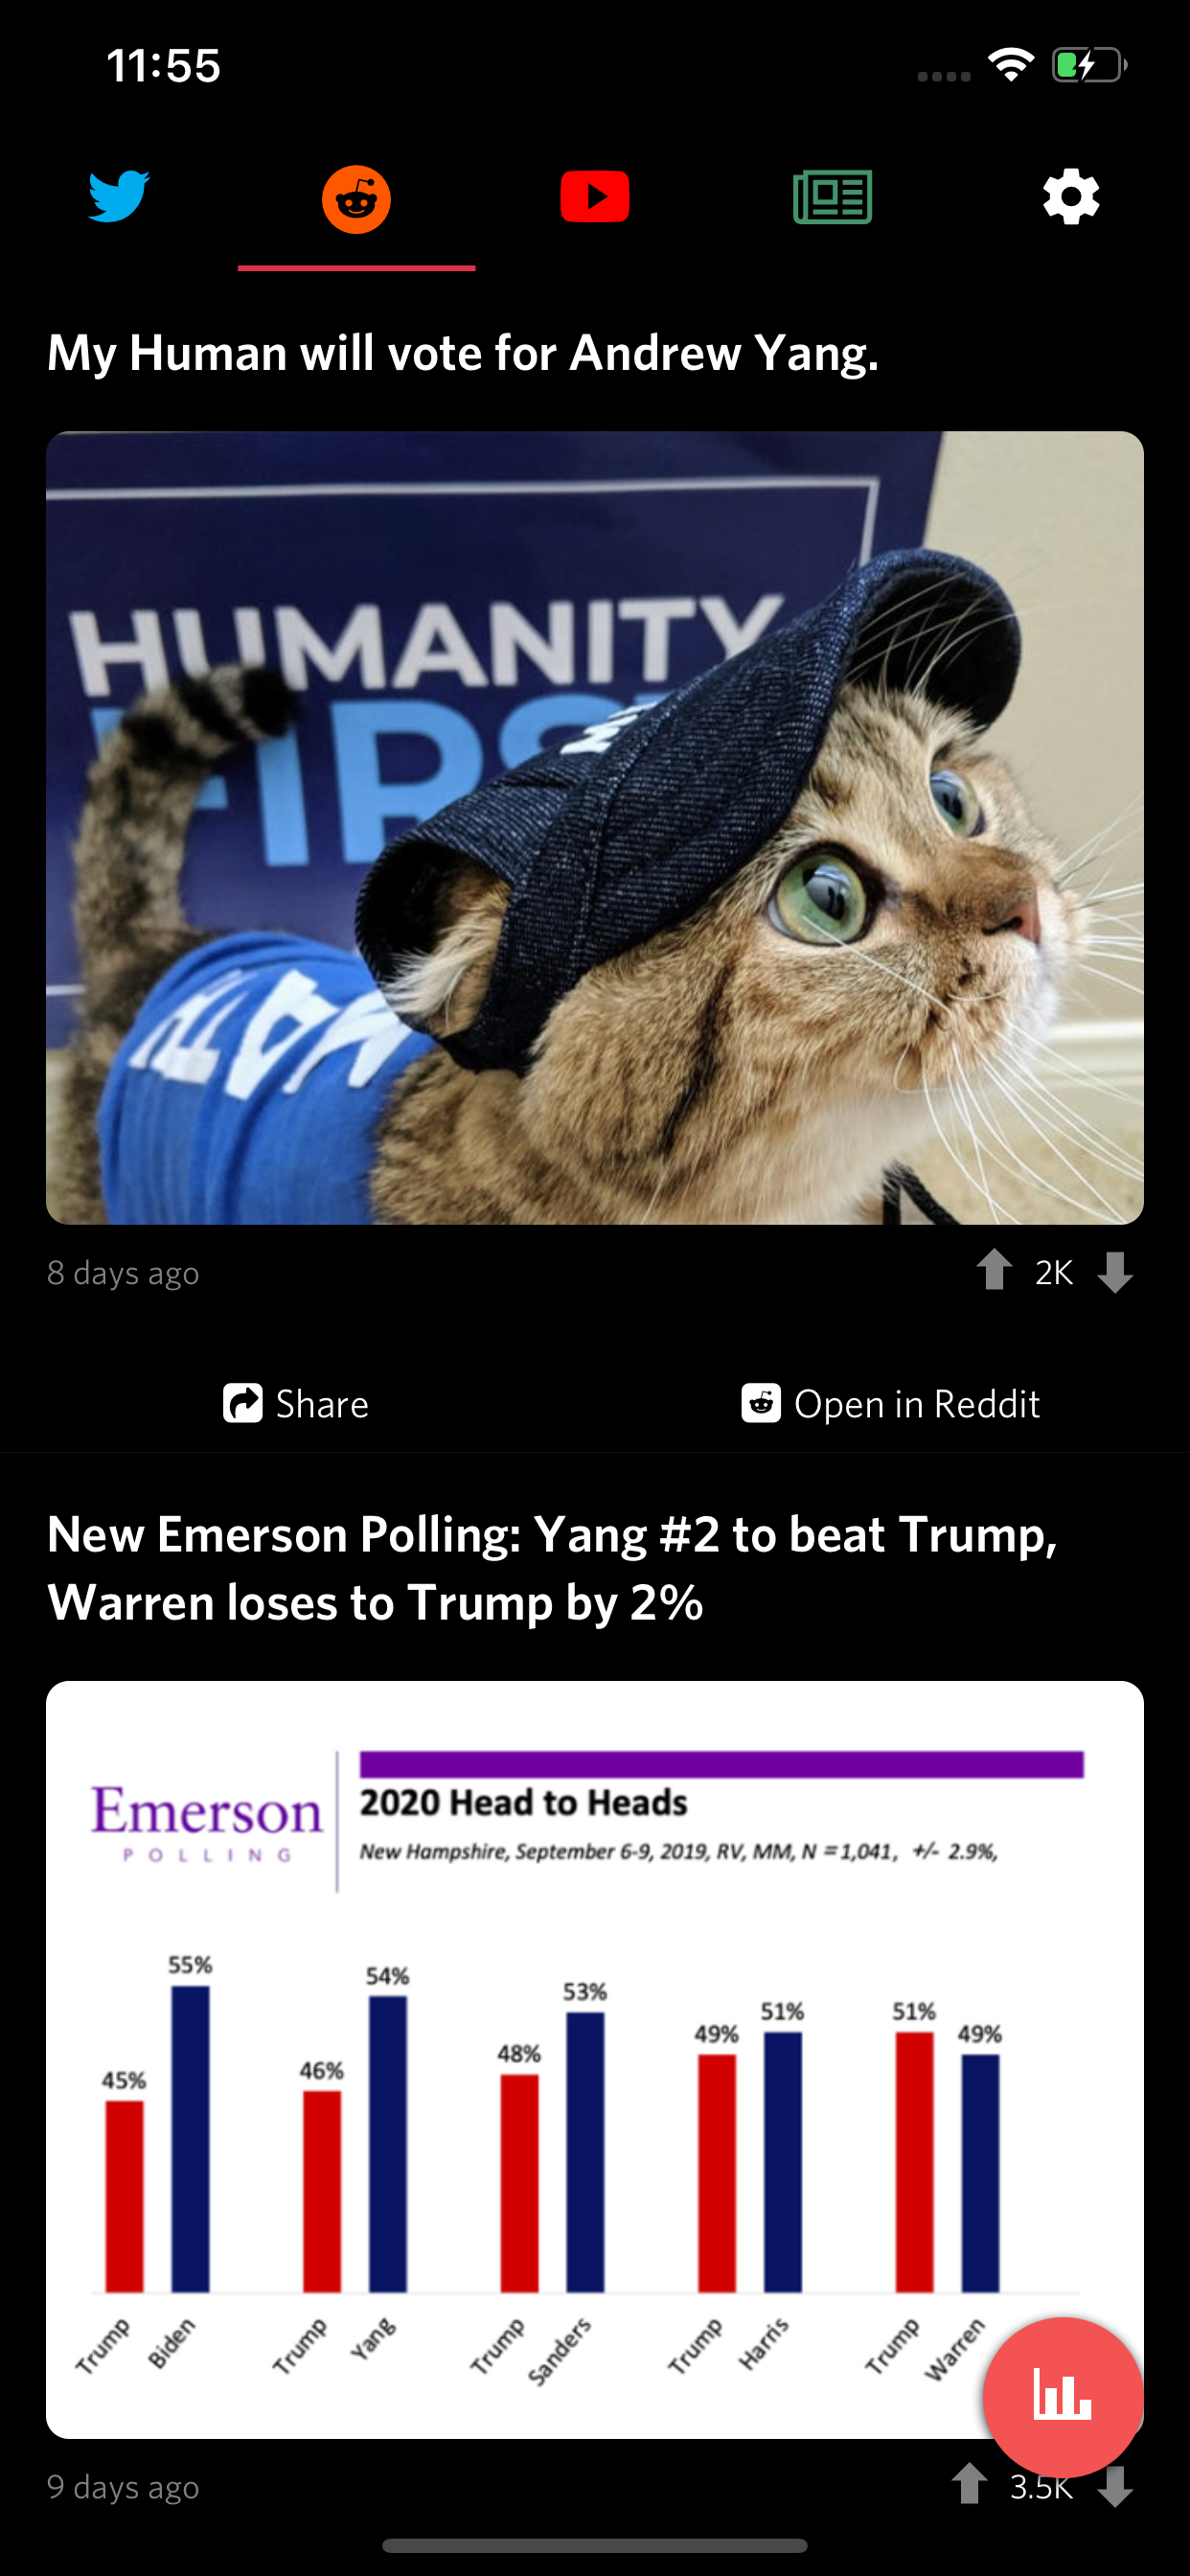 11:55
My Human will vote for Andrew Yang.
HUMANITY
FIRS
MATH
8 days ago
2K
Share
Open in Reddit
New Emerson Polling: Yang #2 to beat Trump,
Warren loses to Trump by 2%
Emerson
POLLING
2020 Head to Heads
New Hampshire, September 6-9, 2019, RV, MM, N =1,041, +/- 2.9%,
45% 55% 46% 54% 48% 53% 49% 51% 51% 49%
Trump Biden Trump Yang Trump Sanders Trump Harris Trump Warren
9 days ago
3.5K